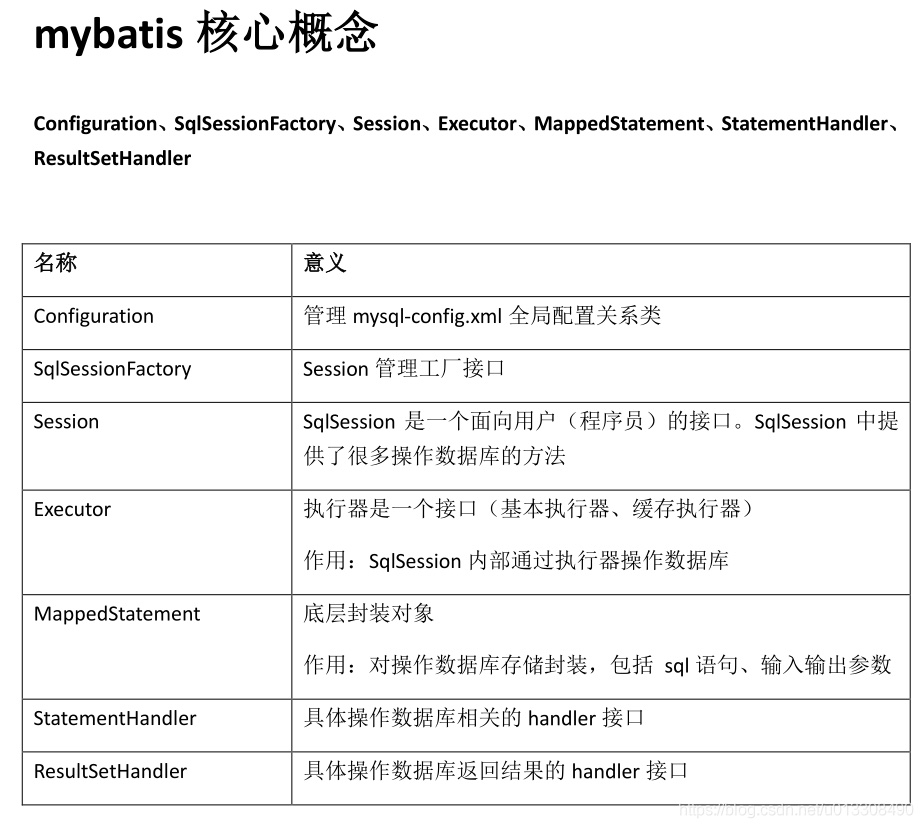 mybatis 核心概念
Configuration、SqlSessionFactory、Session、Executor、MappedStatement、StatementHandler、
ResultSetHandler
名称 意义
Configuration 管理 mysql-config.xml 全局配置关系类
SqlSessionFactory Session 管理工厂接口
Session SqlSession 是一个面向用户（程序员）的接口。SqlSession 中提
供了很多操作数据库的方法
Executor 执行器是一个接口（基本执行器、缓存执行器）
作用：SqlSession 内部通过执行器操作数据库
MappedStatement 底层封装对象
作用：对操作数据库存储封装，包括 sql 语句、输入输出参数
StatementHandler 具体操作数据库相关的 handler 接口
ResultSetHandler 具体操作数据库返回结果的 handler 接口
https://blog.csdn.net/u013308490